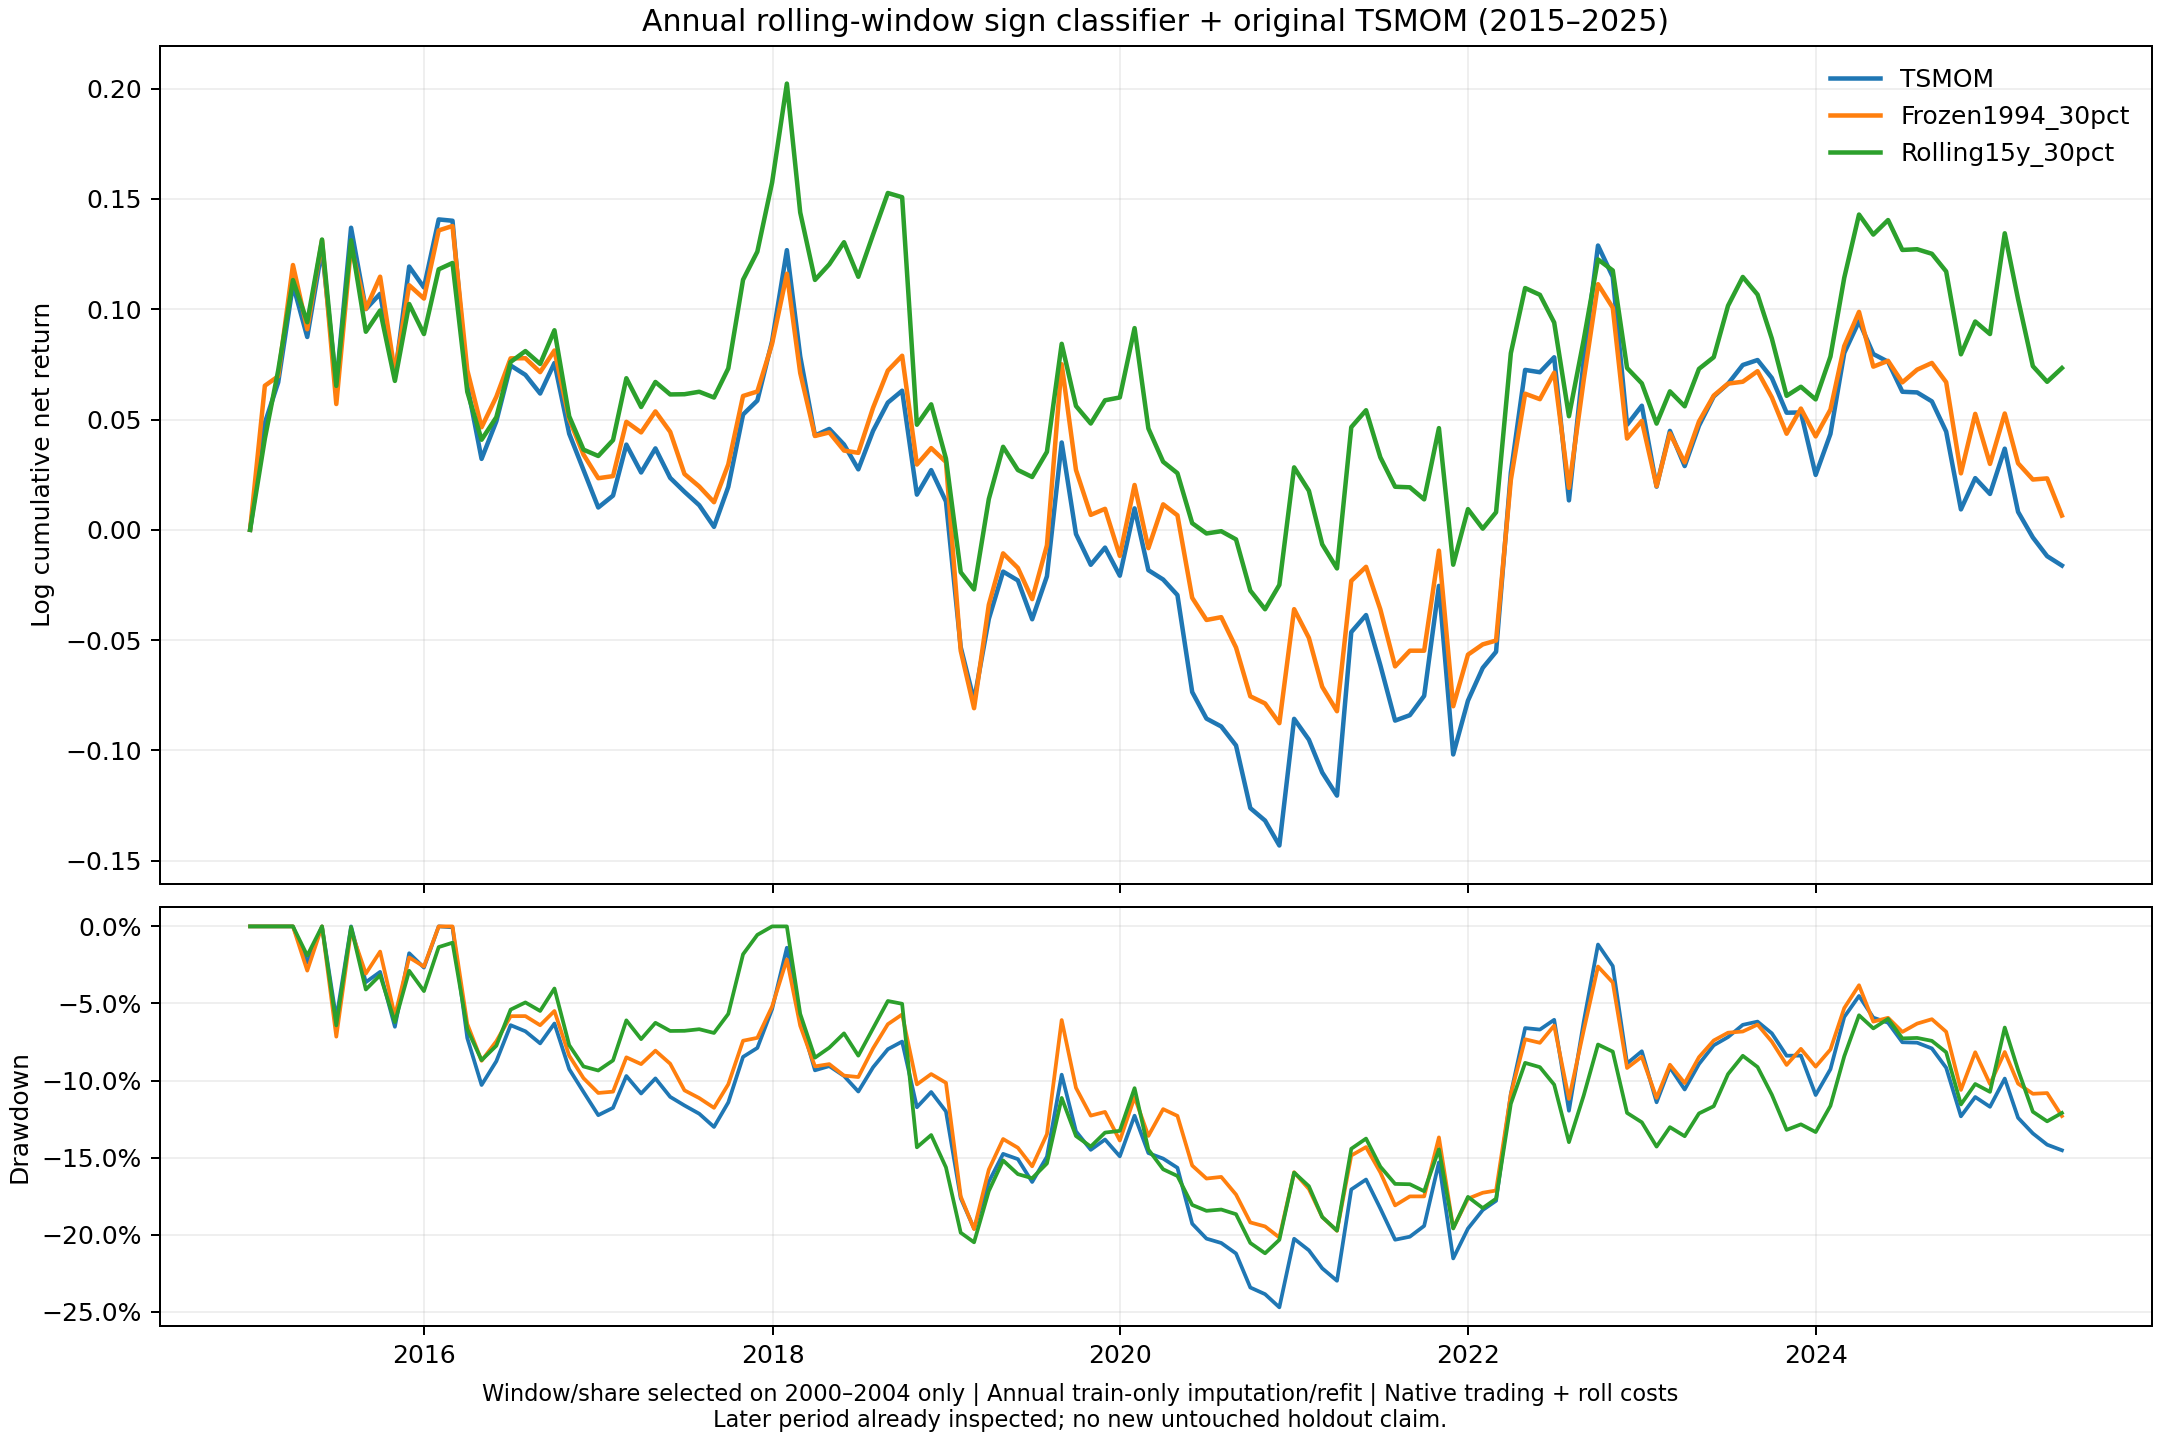 Annual rolling-window sign classifier + original TSMOM (2015–2025)
Log cumulative net return
0.20
0.15
0.10
0.05
0.00
−0.05
−0.10
−0.15
TSMOM
Frozen1994_30pct
Rolling15y_30pct
Drawdown
0.0%
−5.0%
−10.0%
−15.0%
−20.0%
−25.0%
2016 2018 2020 2022 2024
Window/share selected on 2000–2004 only | Annual train-only imputation/refit | Native trading + roll costs
Later period already inspected; no new untouched holdout claim.